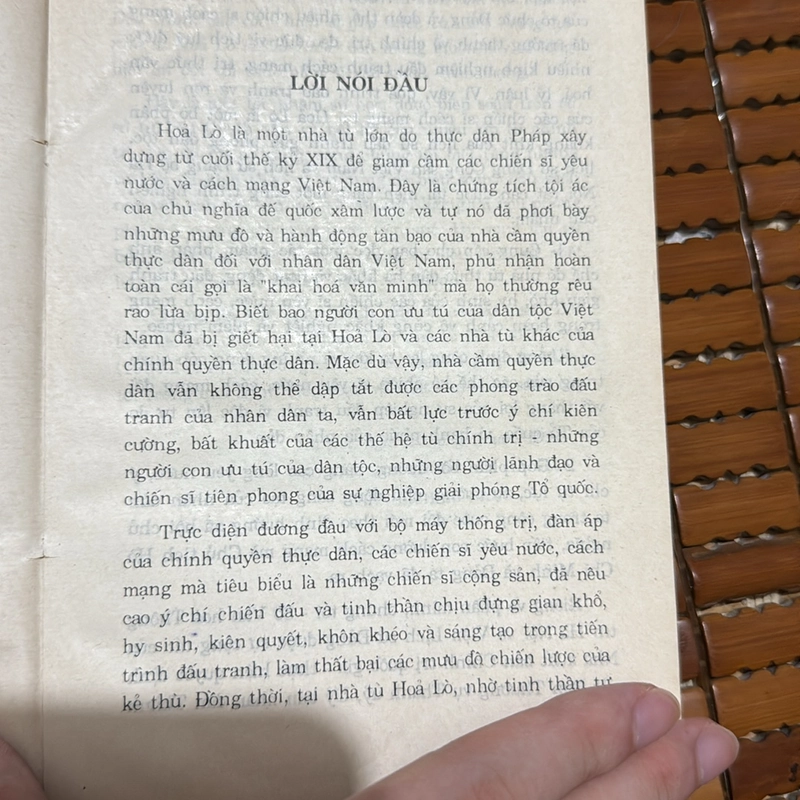 LỜI NÓI ĐẦU
Hoả Lò là một nhà tù lớn do thực dân Pháp xây
dựng từ cuối thế kỷ XIX để giam cầm các chiến sĩ yêu
nước và cách mạng Việt Nam. Đây là chứng tích tội ác
của chủ nghĩa đế quốc xâm lược và tự nó đã phơi bày
những mưu đồ và hành động tàn bạo của nhà cầm quyền
thực dân đối với nhân dân Việt Nam, phủ nhận hoàn
toàn cái gọi là "khai hoá văn minh" mà họ thường rêu
rao lừa bịp. Biết bao người con ưu tú của dân tộc Việt
Nam đã bị giết hại tại Hoả Lò và các nhà tù khác của
chính quyền thực dân. Mặc dù vậy, nhà cầm quyền thực
dân vẫn không thể dập tắt được các phong trào đấu
tranh của nhân dân ta, vẫn bất lực trước ý chí kiên
cường, bất khuất của các thế hệ tù chính trị - những
người con ưu tú của dân tộc, những người lãnh đạo và
chiến sĩ tiên phong của sự nghiệp giải phóng Tổ quốc.
Trực diện đương đầu với bộ máy thống trị, đàn áp
của chính quyền thực dân, các chiến sĩ yêu nước, cách
mạng mà tiêu biểu là những chiến sĩ cộng sản, đã nêu
cao ý chí chiến đấu và tinh thần chịu đựng gian khổ,
hy sinh, kiên quyết, khôn khéo và sáng tạo trong tiến
trình đấu tranh, làm thất bại các mưu đồ chiến lược của
kẻ thù. Đồng thời, tại nhà tù Hoả Lò, nhờ tinh thần tự